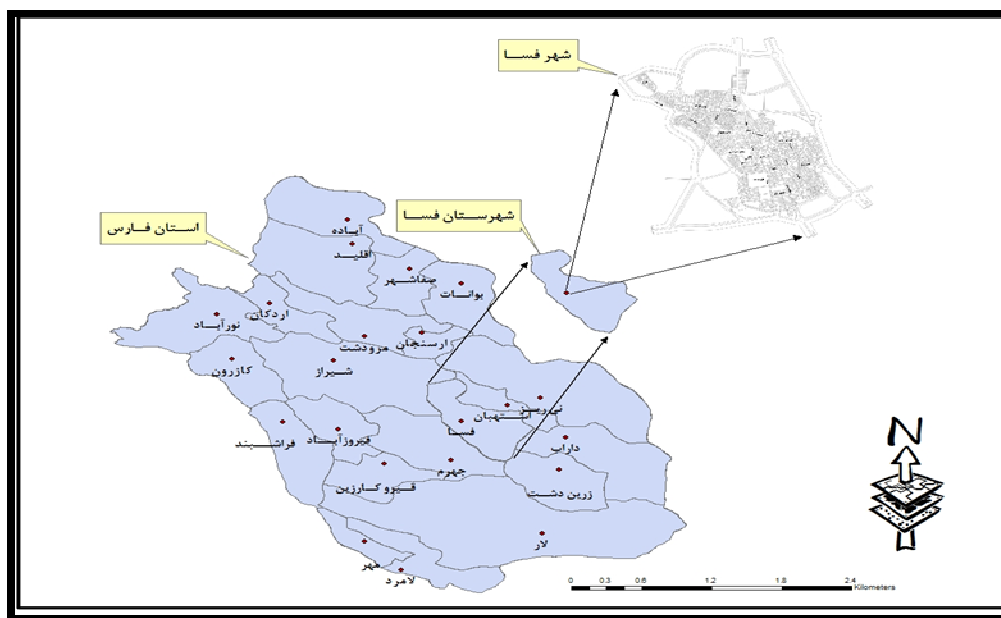 شهر فسا
شهرستان فسا
استان فارس
آباده
اقلید
صفاشهر
بوانات
اردکان
نورآباد
ارسنجان
مرودشت
شیراز
کازرون
نی ریز
استهبان
فسا
فیروزآباد
فراشبند
داراب
جهرم
قیروکارزین
زرین دشت
لار
مهر
لامرد
N
0 0.3 0.6 1.2 1.8 2.4
Kilometers